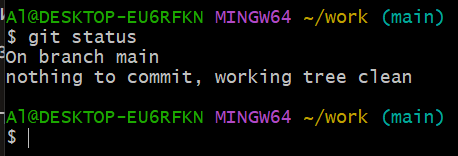 Al@DESKTOP-EU6RFKN MINGW64 ~/work (main)
$ git status
On branch main
nothing to commit, working tree clean
Al@DESKTOP-EU6RFKN MINGW64 ~/work (main)
$